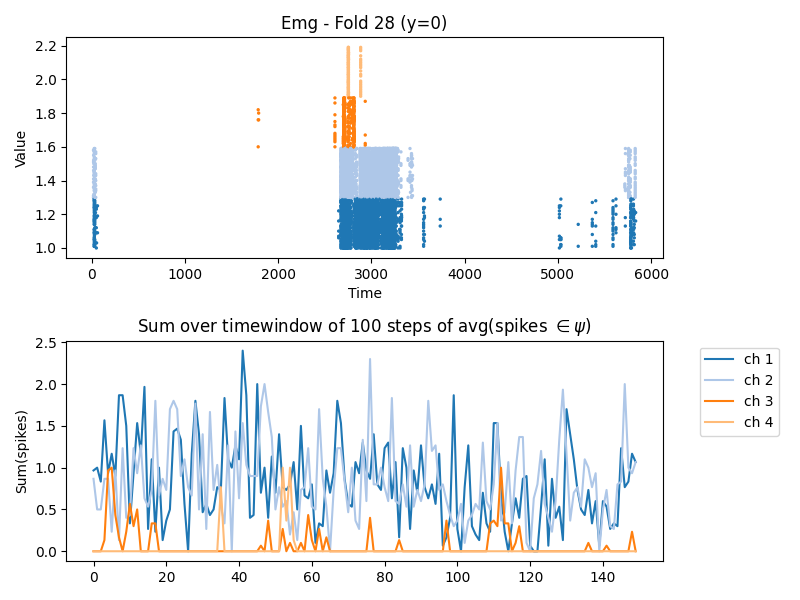 Emg - Fold 28 (y=0)
2.2
2.0
1.8
1.6
1.4
1.2
1.0
Value
0 1000 2000 3000 4000 5000 6000
Time
Sum over timewindow of 100 steps of avg(spikes ∈ ψ)
2.5
2.0
1.5
1.0
0.5
0.0
Sum(spikes)
0 20 40 60 80 100 120 140
ch 1
ch 2
ch 3
ch 4